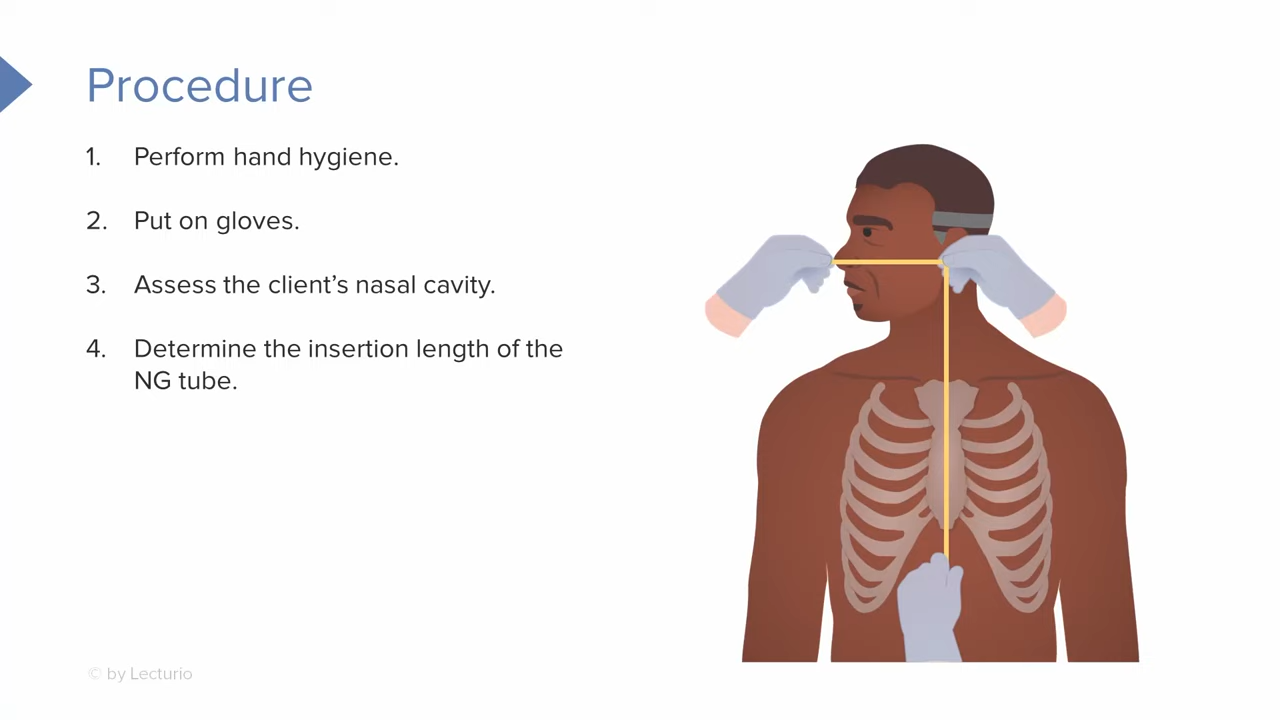 Procedure
1. Perform hand hygiene.
2. Put on gloves.
3. Assess the client’s nasal cavity.
4. Determine the insertion length of the
NG tube.
© by Lecturio